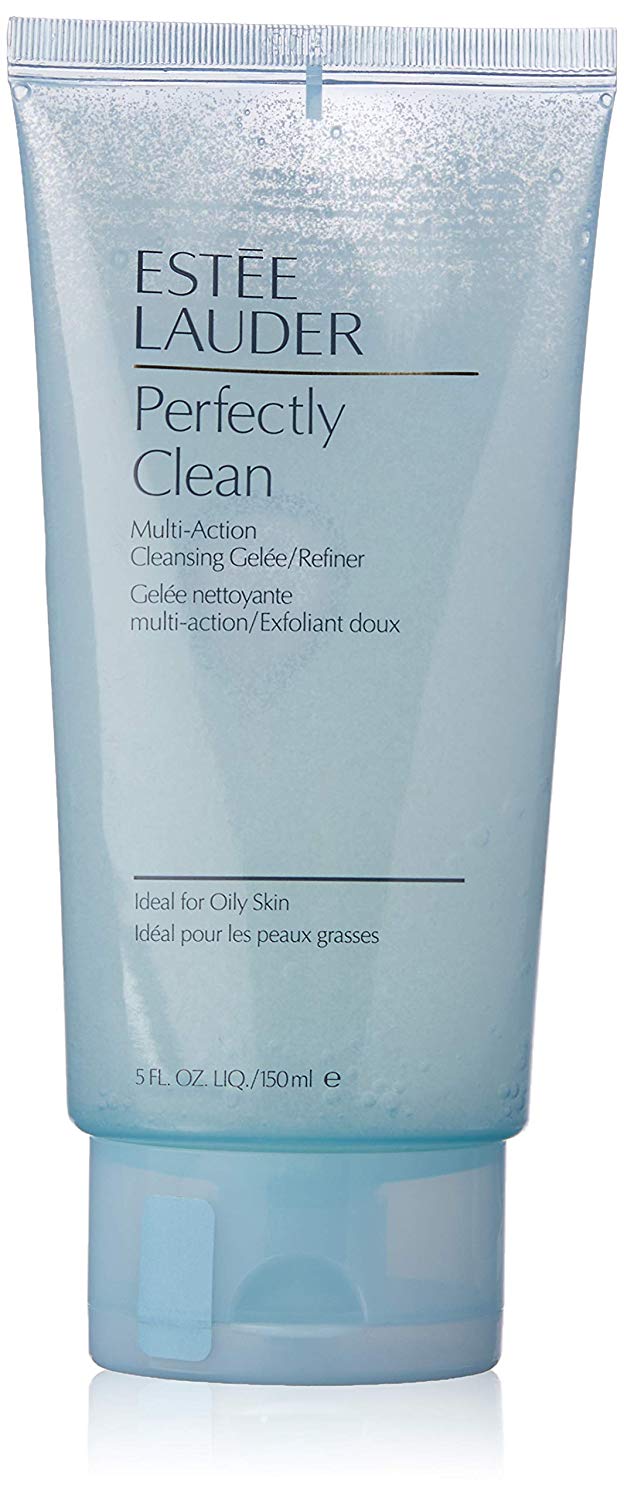 ESTĒE
LAUDER
Perfectly
Clean
Multi-Action
Cleansing Gelée/Refiner
Gelée nettoyante
multi-action/Exfoliant doux
Ideal for Oily Skin
Idéal pour les peaux grasses
5 FL. OZ. LIQ./150 ml ℮